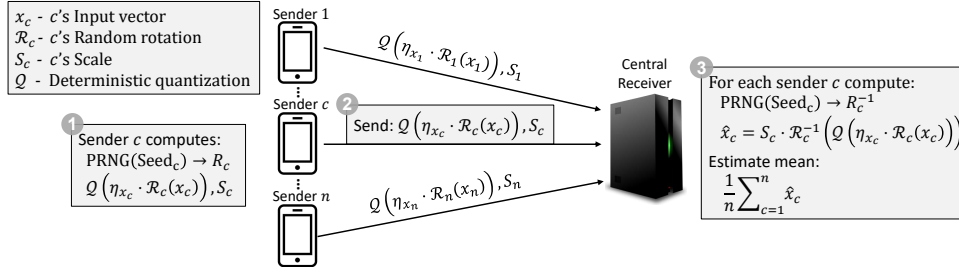 x_c - c's Input vector
ℛ_c - c's Random rotation
S_c - c's Scale
𝒬 - Deterministic quantization
1
Sender c computes:
PRNG(Seed_c) → R_c
𝒬(η_{x_c} · ℛ_c(x_c)), S_c
Sender 1
Sender c
Sender n
𝒬(η_{x_1} · ℛ_1(x_1)), S_1
2
Send: 𝒬(η_{x_c} · ℛ_c(x_c)), S_c
𝒬(η_{x_n} · ℛ_n(x_n)), S_n
Central
Receiver
3
For each sender c compute:
PRNG(Seed_c) → R_c^{-1}
x̂_c = S_c · ℛ_c^{-1}(𝒬(η_{x_c} · ℛ_c(x_c)))
Estimate mean:
1/n ∑_{c=1}^{n} x̂_c